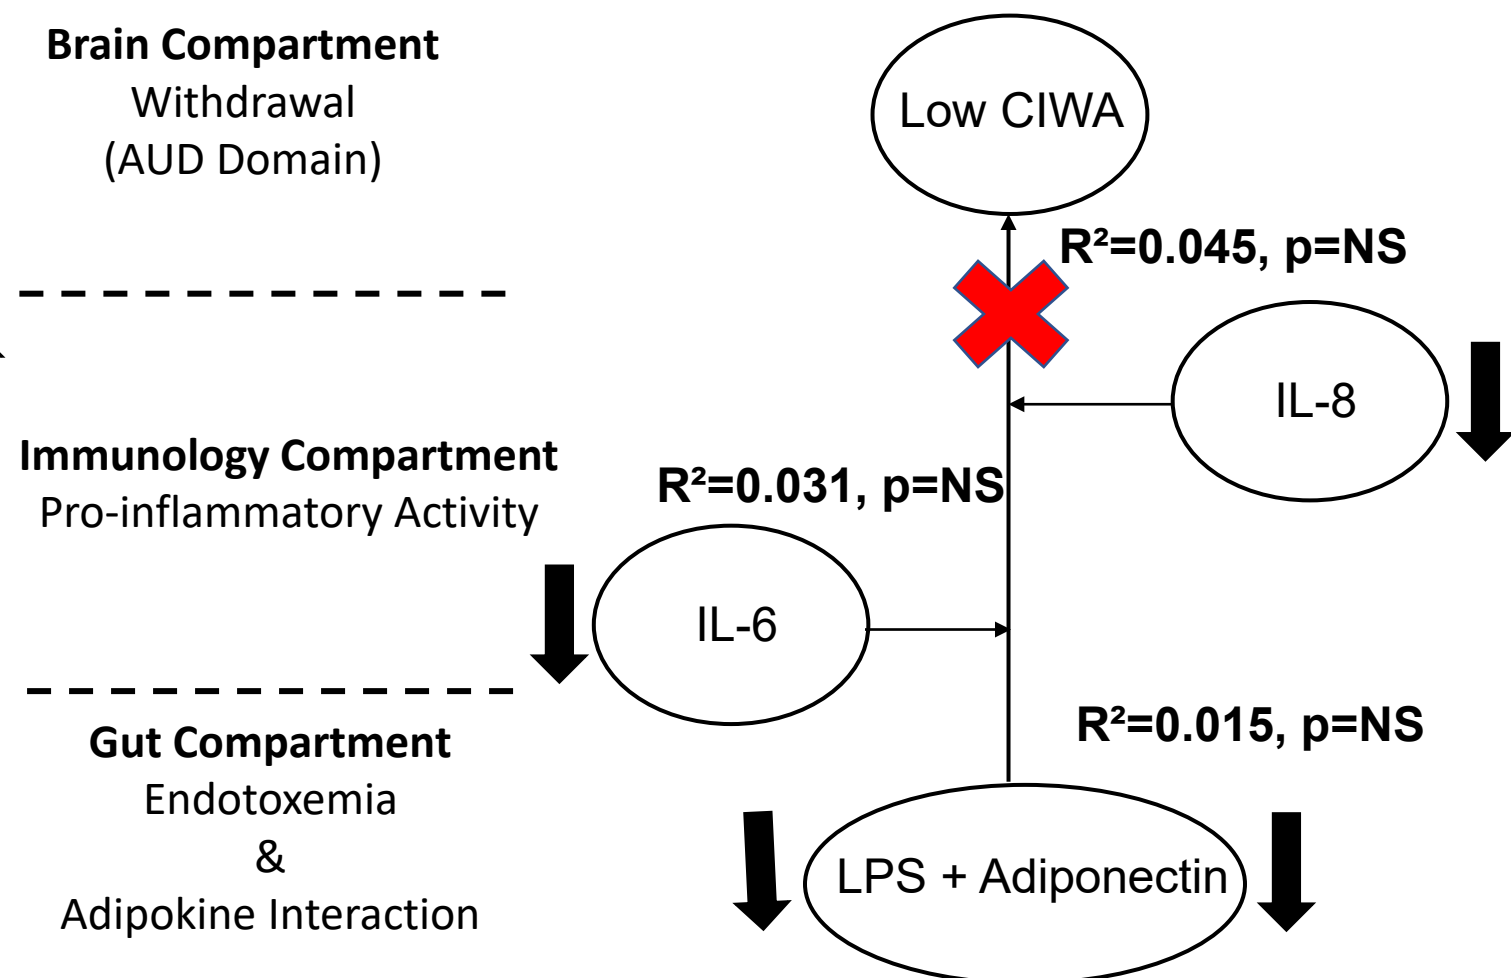 Brain Compartment
Withdrawal
(AUD Domain)
Low CIWA
R²=0.045, p=NS
IL-8
Immunology Compartment
Pro-inflammatory Activity
R²=0.031, p=NS
IL-6
Gut Compartment
Endotoxemia
&
Adipokine Interaction
R²=0.015, p=NS
LPS + Adiponectin